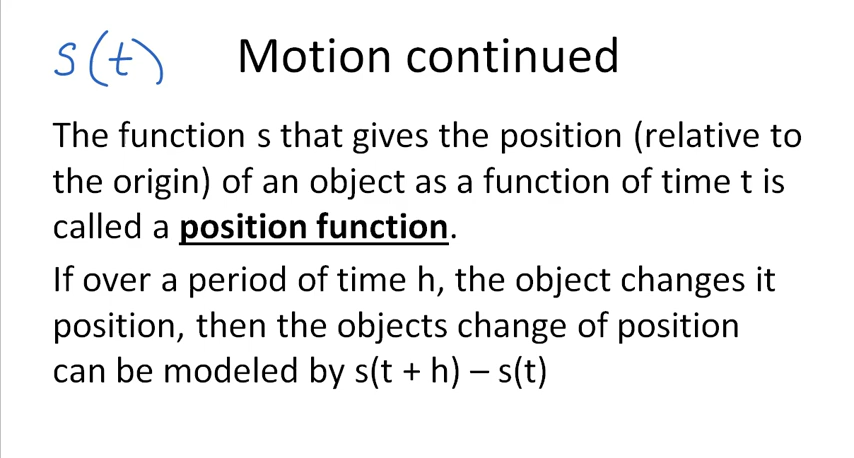 s(t) Motion continued
The function s that gives the position (relative to
the origin) of an object as a function of time t is
called a position function.
If over a period of time h, the object changes it
position, then the objects change of position
can be modeled by s(t + h) – s(t)